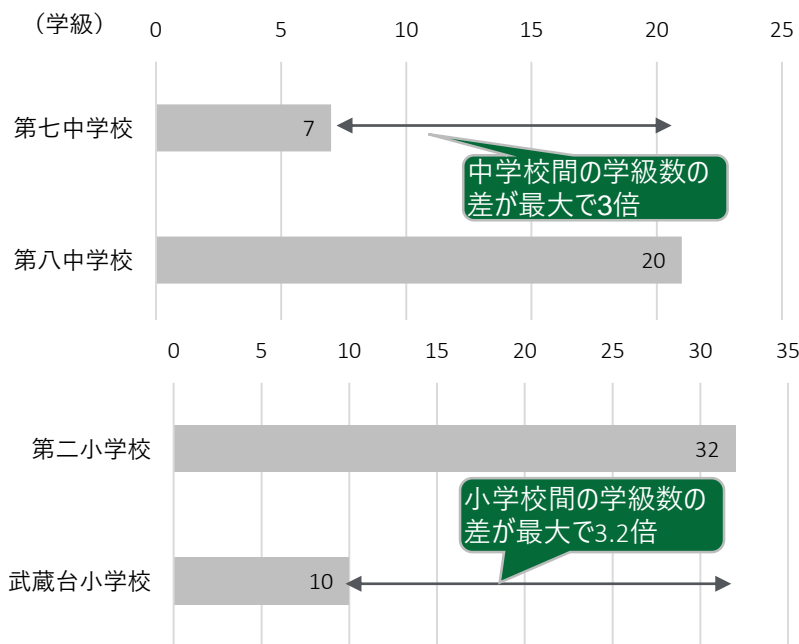 （学級）
0 5 10 15 20 25
第七中学校
7
中学校間の学級数の
差が最大で3倍
第八中学校
20
0 5 10 15 20 25 30 35
第二小学校
32
小学校間の学級数の
差が最大で3.2倍
武蔵台小学校
10